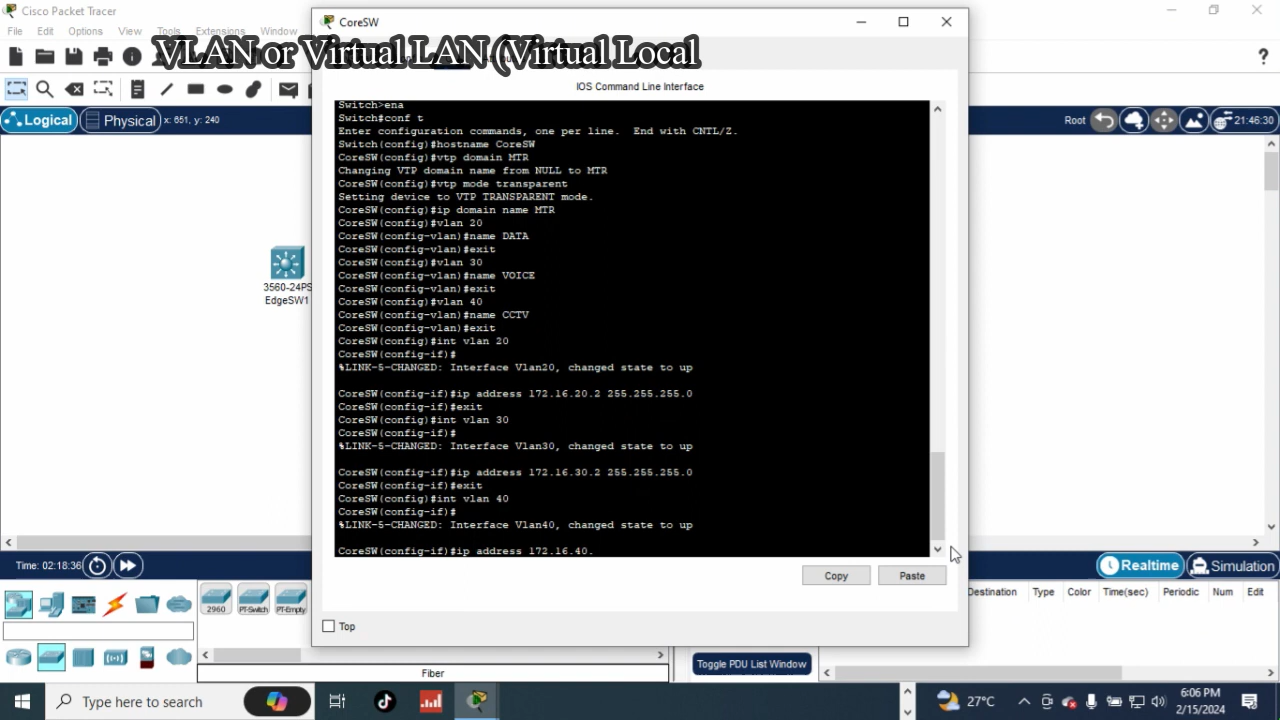 Cisco Packet Tracer
CoreSW
File Edit Options View Tools Extensions Window
VLAN or Virtual LAN (Virtual Local
IOS Command Line Interface
Logical Physical x: 651, y: 240
Root 21:46:30
Switch>ena
Switch#conf t
Enter configuration commands, one per line. End with CNTL/Z.
Switch(config)#hostname CoreSW
CoreSW(config)#vtp domain MTR
Changing VTP domain name from NULL to MTR
CoreSW(config)#vtp mode transparent
Setting device to VTP TRANSPARENT mode.
CoreSW(config)#ip domain name MTR
CoreSW(config)#vlan 20
CoreSW(config-vlan)#name DATA
CoreSW(config-vlan)#exit
CoreSW(config)#vlan 30
CoreSW(config-vlan)#name VOICE
CoreSW(config-vlan)#exit
CoreSW(config)#vlan 40
CoreSW(config-vlan)#name CCTV
CoreSW(config-vlan)#exit
CoreSW(config)#int vlan 20
CoreSW(config-if)#
%LINK-5-CHANGED: Interface Vlan20, changed state to up
CoreSW(config-if)#ip address 172.16.20.2 255.255.255.0
CoreSW(config-if)#exit
CoreSW(config)#int vlan 30
CoreSW(config-if)#
%LINK-5-CHANGED: Interface Vlan30, changed state to up
CoreSW(config-if)#ip address 172.16.30.2 255.255.255.0
CoreSW(config-if)#exit
CoreSW(config)#int vlan 40
CoreSW(config-if)#
%LINK-5-CHANGED: Interface Vlan40, changed state to up
CoreSW(config-if)#ip address 172.16.40.
3560-24PS
EdgeSW1
Copy Paste
Top
Time: 02:18:36
Realtime Simulation
2960 PT-Switch PT-Empty
Destination Type Color Time(sec) Periodic Num Edit
Fiber
Toggle PDU List Window
Type here to search
27°C
6:06 PM
2/15/2024